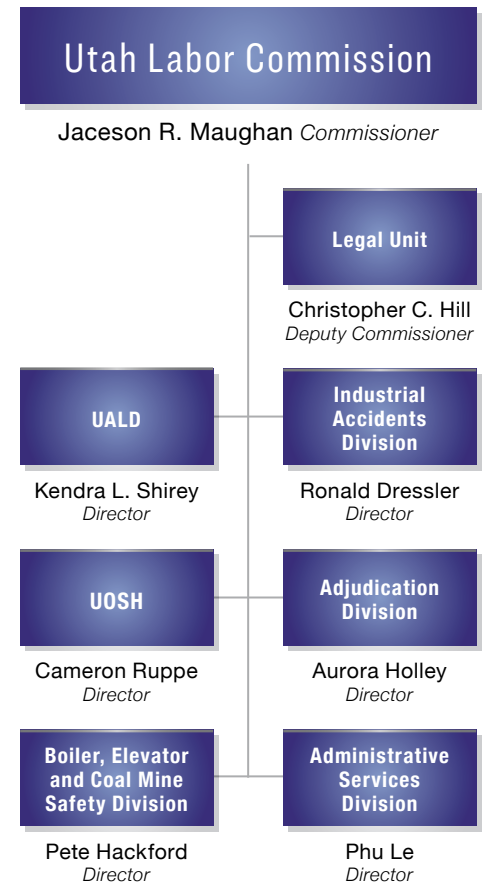 Utah Labor Commission
Jaceson R. Maughan Commissioner
Legal Unit
Christopher C. Hill
Deputy Commissioner
UALD
Kendra L. Shirey
Director
Industrial
Accidents
Division
Ronald Dressler
Director
UOSH
Cameron Ruppe
Director
Adjudication
Division
Aurora Holley
Director
Boiler, Elevator
and Coal Mine
Safety Division
Pete Hackford
Director
Administrative
Services
Division
Phu Le
Director